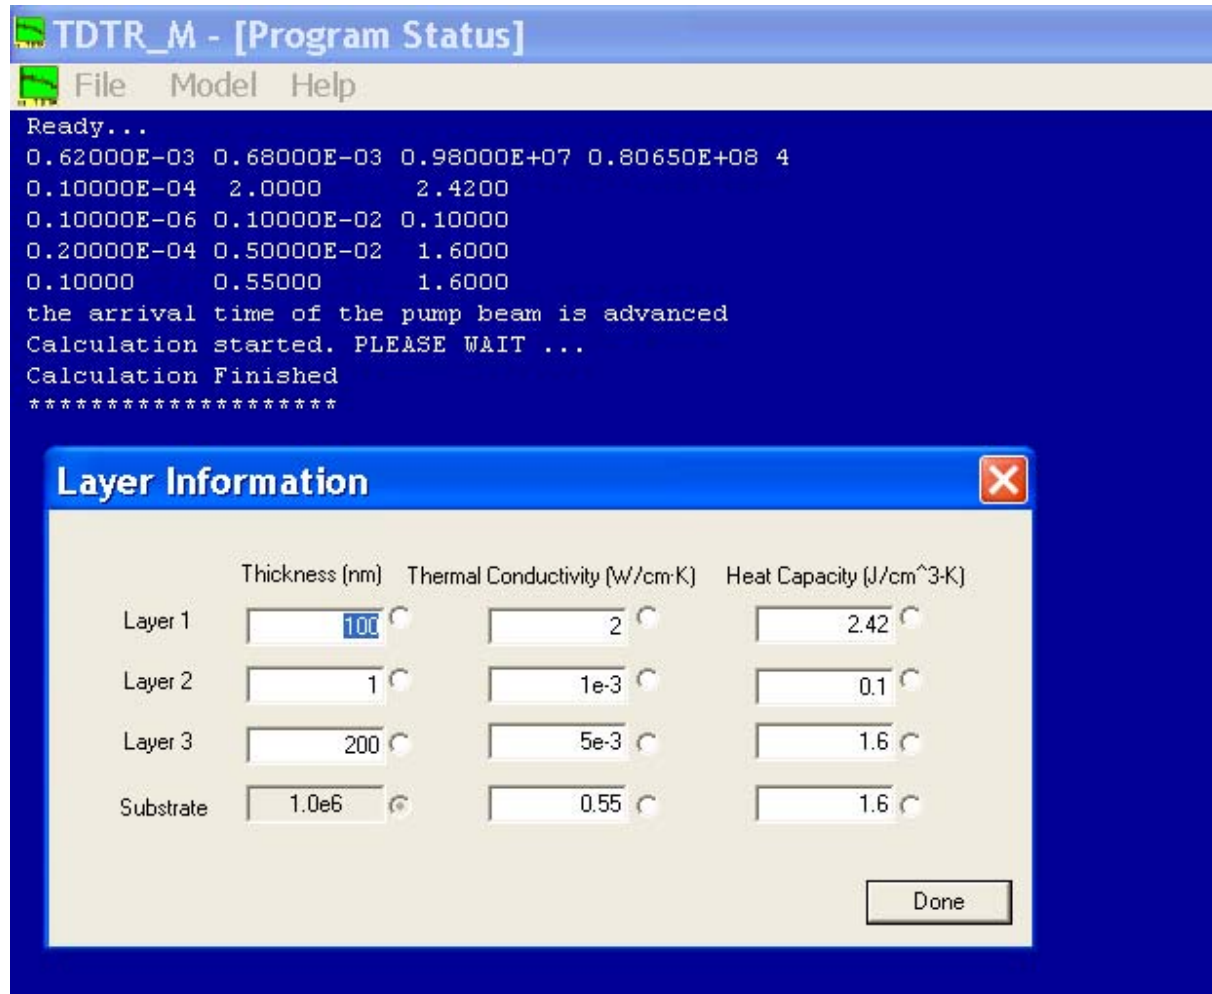 TDTR_M - [Program Status]
File Model Help
Ready...
0.62000E-03 0.68000E-03 0.98000E+07 0.80650E+08 4
0.10000E-04 2.0000 2.4200
0.10000E-06 0.10000E-02 0.10000
0.20000E-04 0.50000E-02 1.6000
0.10000 0.55000 1.6000
the arrival time of the pump beam is advanced
Calculation started. PLEASE WAIT ...
Calculation Finished
********************
Layer Information
Thickness (nm) Thermal Conductivity (W/cm·K) Heat Capacity (J/cm^3-K)
Layer 1 100 2 2.42
Layer 2 1 1e-3 0.1
Layer 3 200 5e-3 1.6
Substrate 1.0e6 0.55 1.6
Done